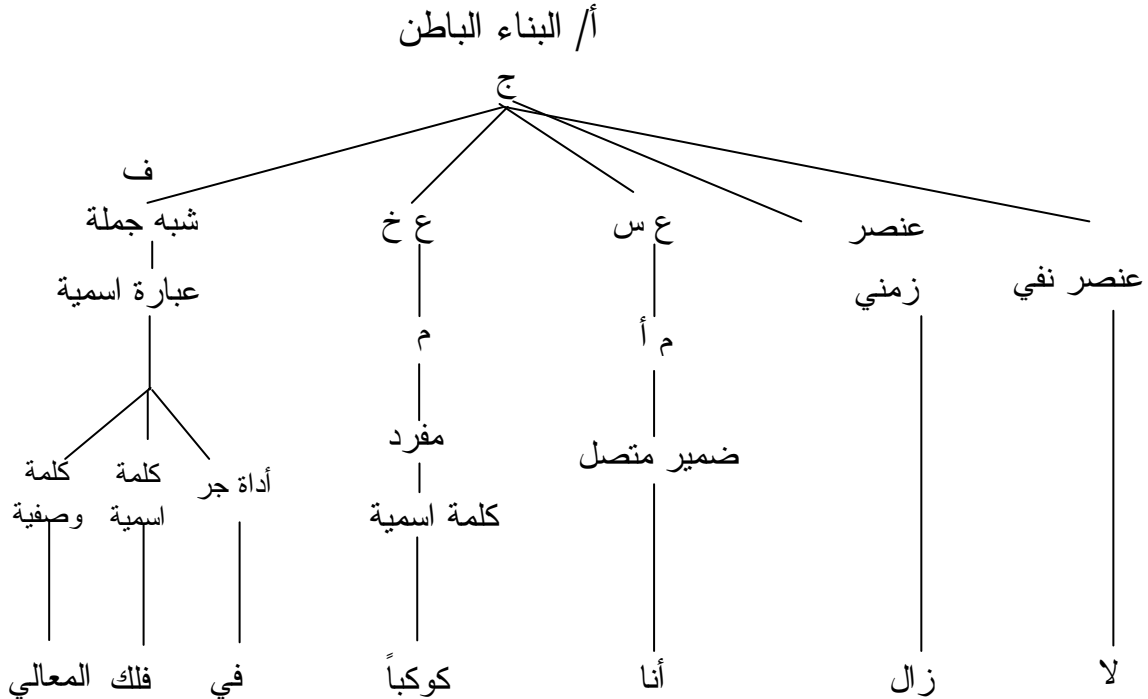 أ/ البناء الباطن
ج
ف
شبه جملة
ع خ
ع س
عنصر
زمني
عنصر نفي
عبارة اسمية
م
م أ
مفرد
ضمير متصل
أداة جر
كلمة
اسمية
كلمة
وصفية
كلمة اسمية
لا
زال
أنا
كوكباً
في
فلك
المعالي